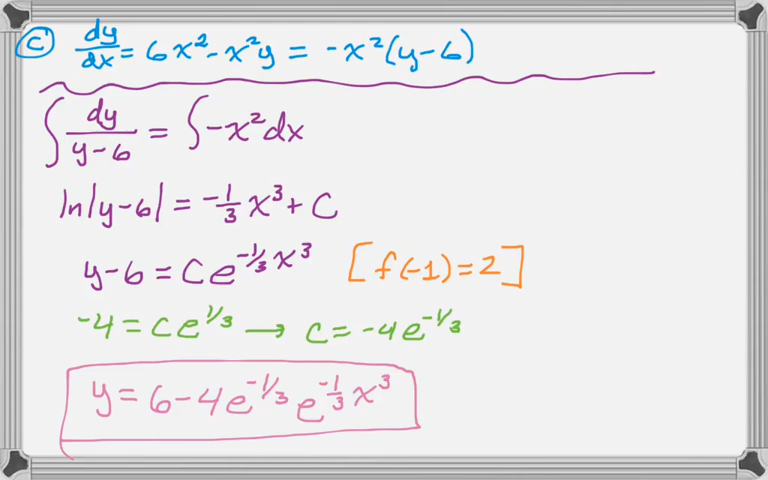 ⓒ dy/dx = 6x² - x²y = -x²(y-6)
∫ dy/(y-6) = ∫ -x² dx
ln|y-6| = -1/3 x³ + C
y-6 = Ce^(-1/3 x³) [f(-1)=2]
-4 = Ce^(1/3) → C = -4e^(-1/3)
y = 6 - 4e^(-1/3) e^(-1/3 x³)